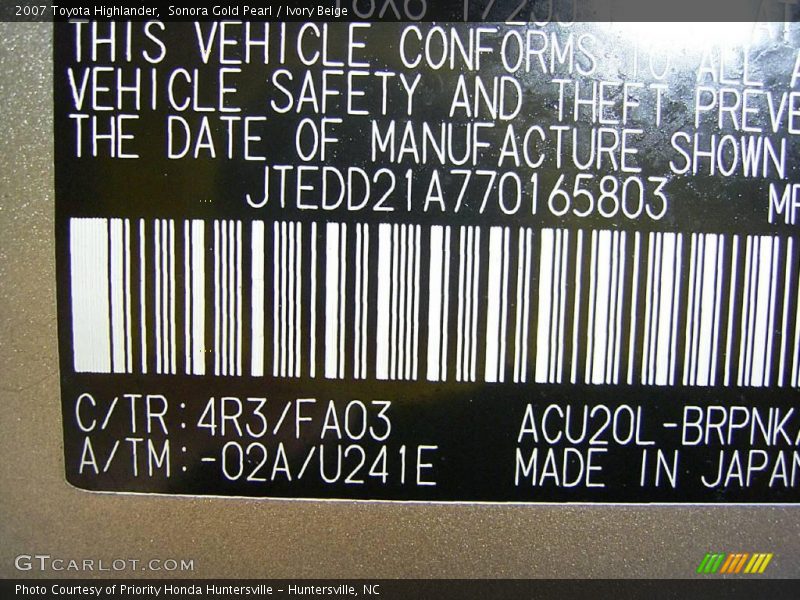 2007 Toyota Highlander, Sonora Gold Pearl / Ivory Beige
THIS VEHICLE CONFORMS TO ALL A
VEHICLE SAFETY AND THEFT PREVE
THE DATE OF MANUFACTURE SHOWN
JTEDD21A770165803 MP
C/TR:4R3/FA03 ACU20L-BRPNK
A/TM:-02A/U241E MADE IN JAPAN
GTCARLOT.COM
Photo Courtesy of Priority Honda Huntersville - Huntersville, NC